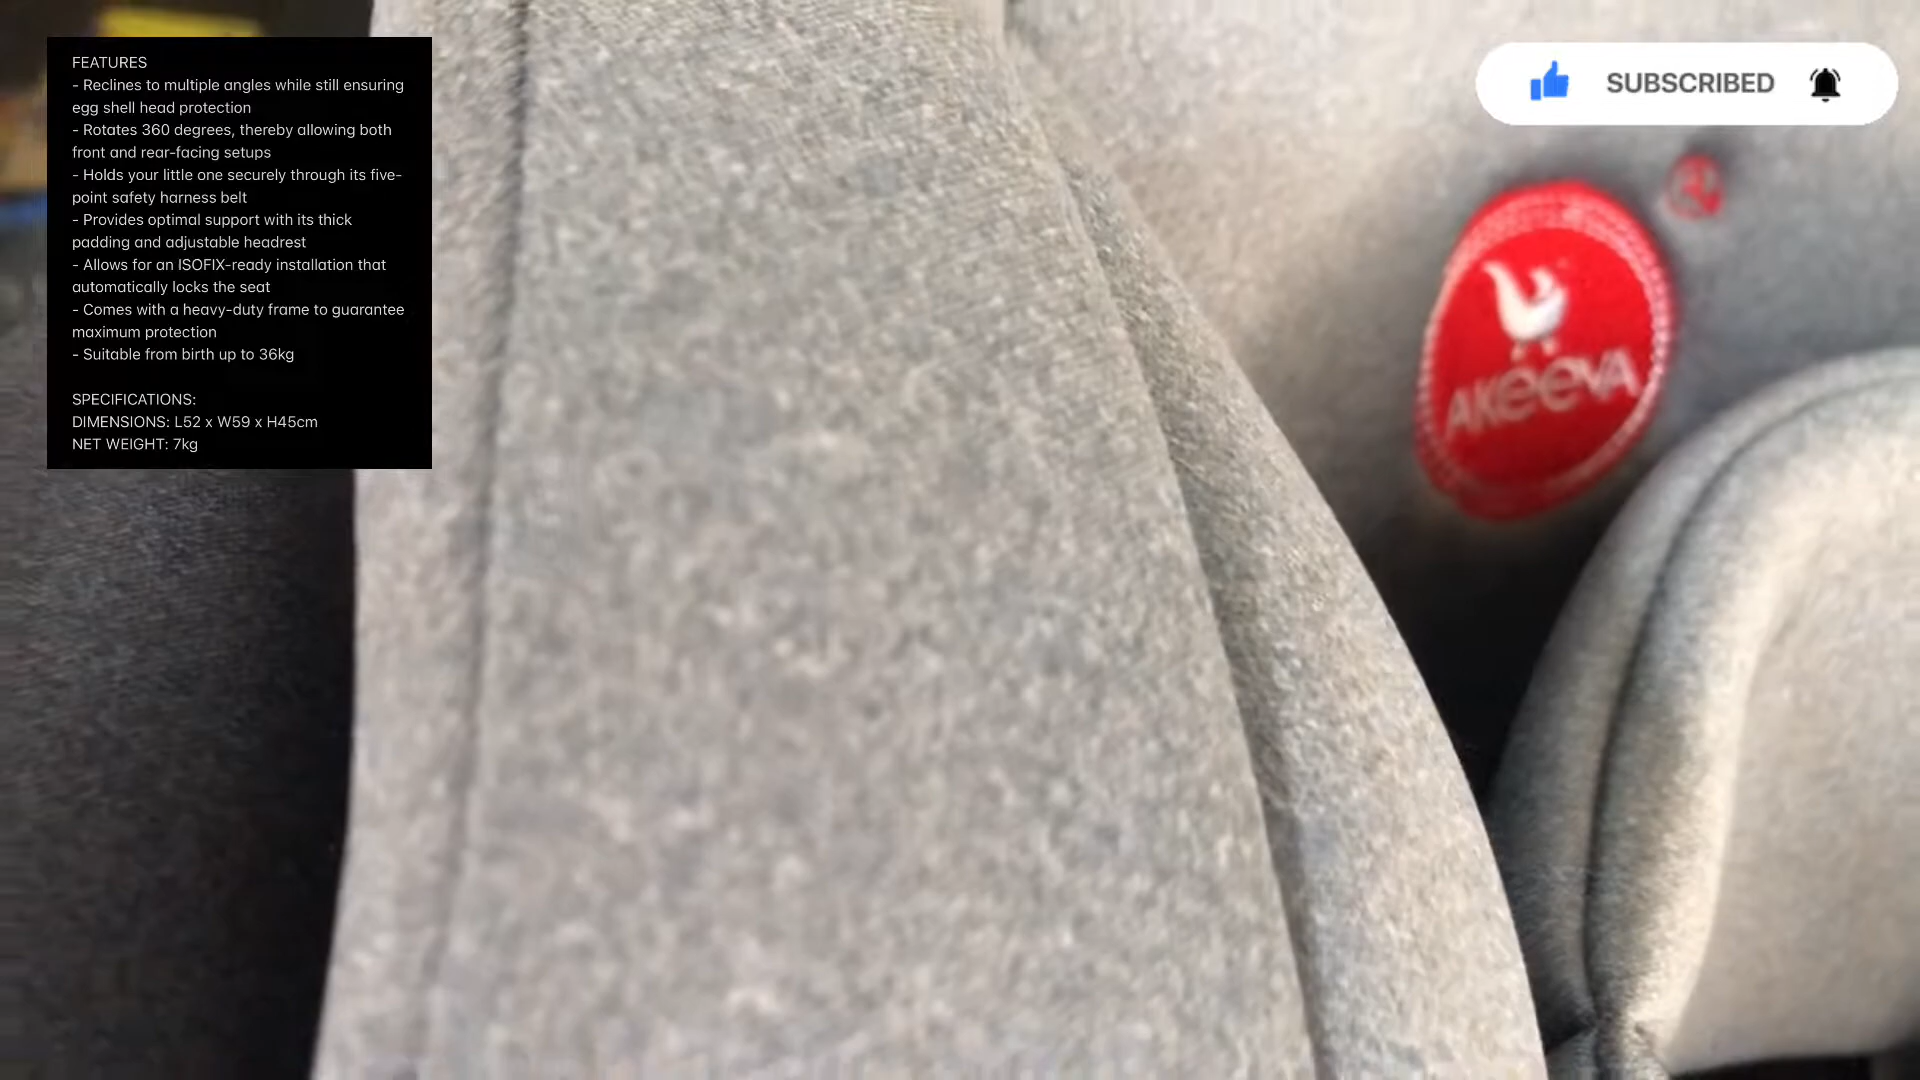 FEATURES
- Reclines to multiple angles while still ensuring
egg shell head protection
- Rotates 360 degrees, thereby allowing both
front and rear-facing setups
- Holds your little one securely through its five-
point safety harness belt
- Provides optimal support with its thick
padding and adjustable headrest
- Allows for an ISOFIX-ready installation that
automatically locks the seat
- Comes with a heavy-duty frame to guarantee
maximum protection
- Suitable from birth up to 36kg
SPECIFICATIONS:
DIMENSIONS: L52 x W59 x H45cm
NET WEIGHT: 7kg
SUBSCRIBED
AKeeVA